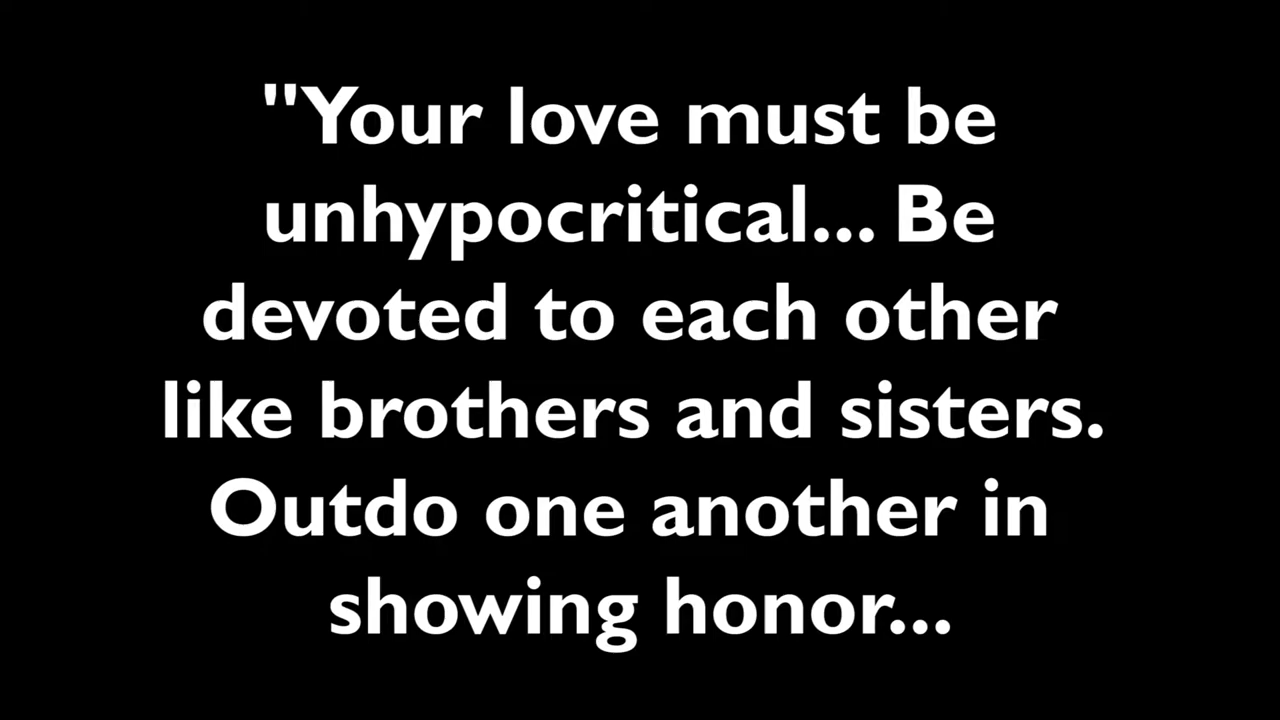 "Your love must be
unhypocritical... Be
devoted to each other
like brothers and sisters.
Outdo one another in
showing honor...